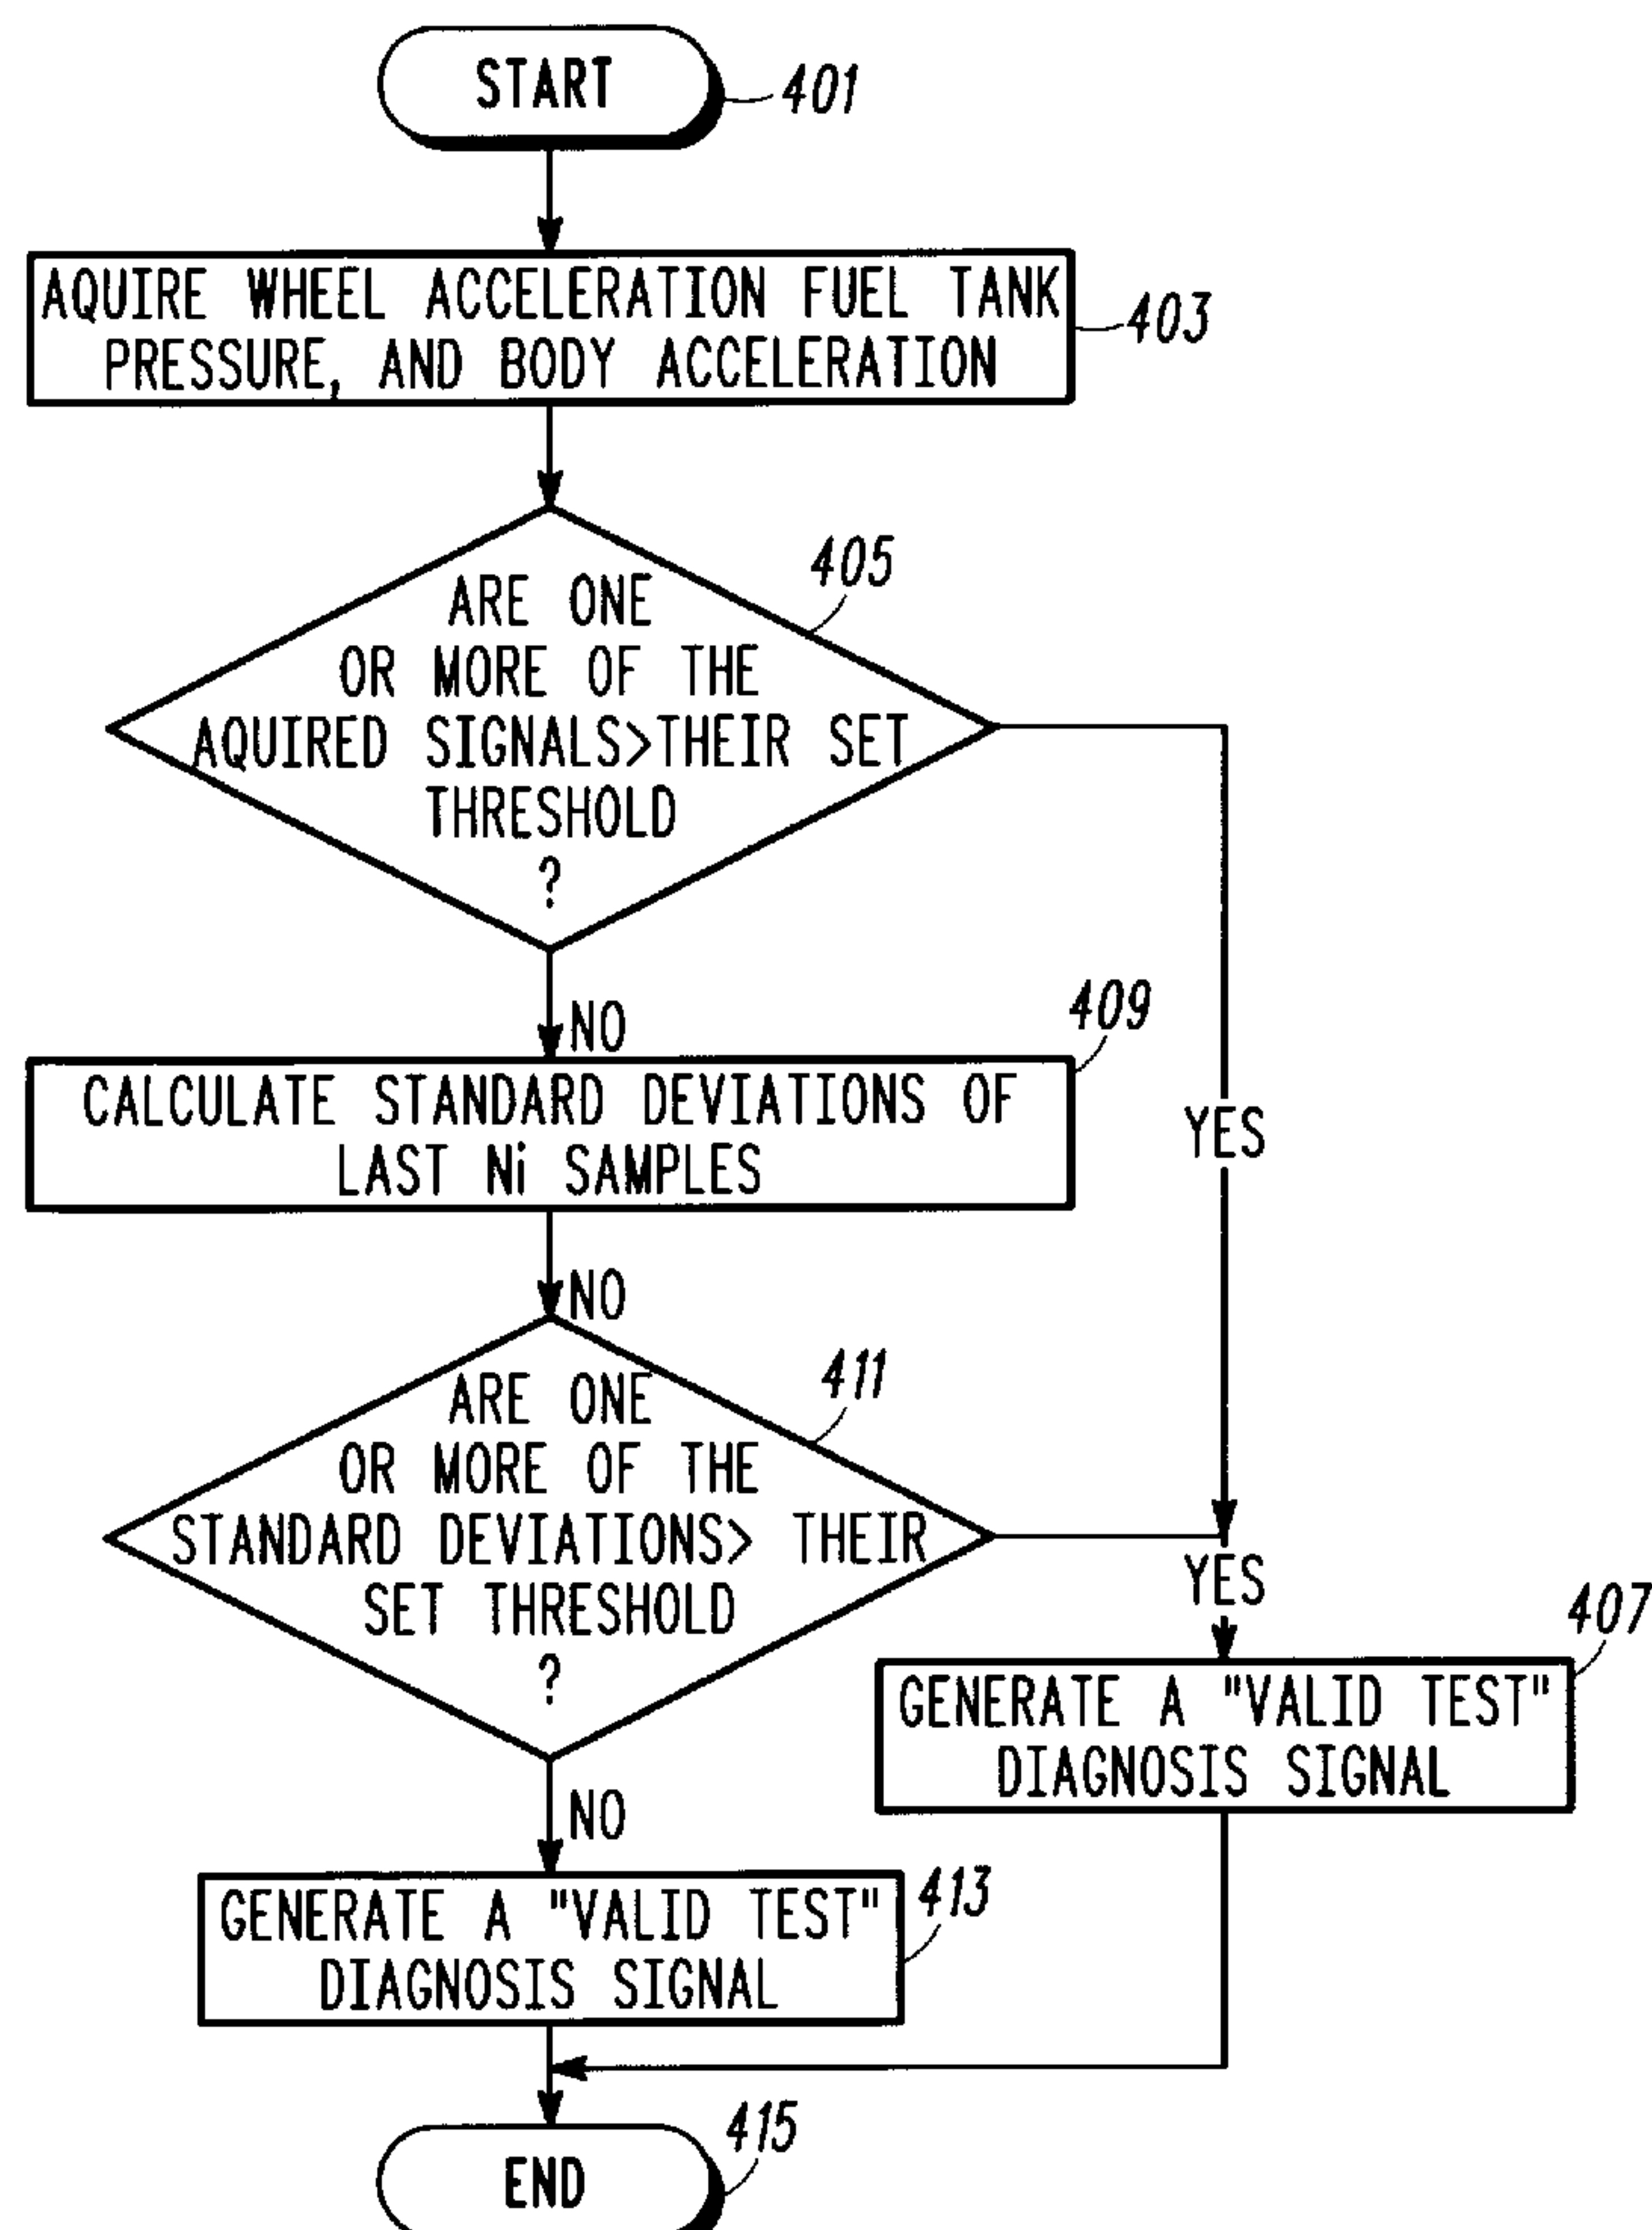 START
401
AQUIRE WHEEL ACCELERATION FUEL TANK
PRESSURE, AND BODY ACCELERATION
403
405
ARE ONE
OR MORE OF THE
AQUIRED SIGNALS>THEIR SET
THRESHOLD
?
NO
409
CALCULATE STANDARD DEVIATIONS OF
LAST Ni SAMPLES
YES
NO
411
ARE ONE
OR MORE OF THE
STANDARD DEVIATIONS> THEIR
SET THRESHOLD
?
YES
407
GENERATE A "VALID TEST"
DIAGNOSIS SIGNAL
NO
413
GENERATE A "VALID TEST"
DIAGNOSIS SIGNAL
415
END